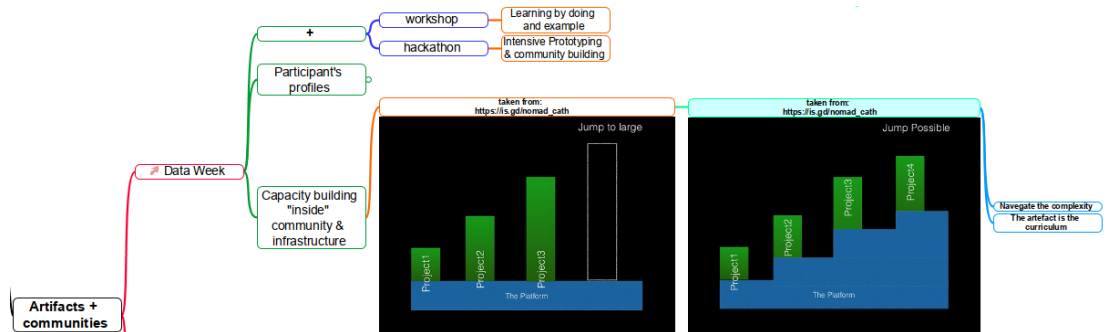 Artifacts +
communities
Data Week
+
workshop
Learning by doing
and example
hackathon
Intensive Prototyping
& community building
Participant's
profiles
Capacity building
"inside"
community &
infrastructure
taken from:
https://is.gd/nomad_cath
Jump to large
Project1
Project2
Project3
The Platform
taken from:
https://is.gd/nomad_cath
Jump Possible
Project1
Project2
Project3
Project4
The Platform
Navegate the complexity
The artefact is the
curriculum